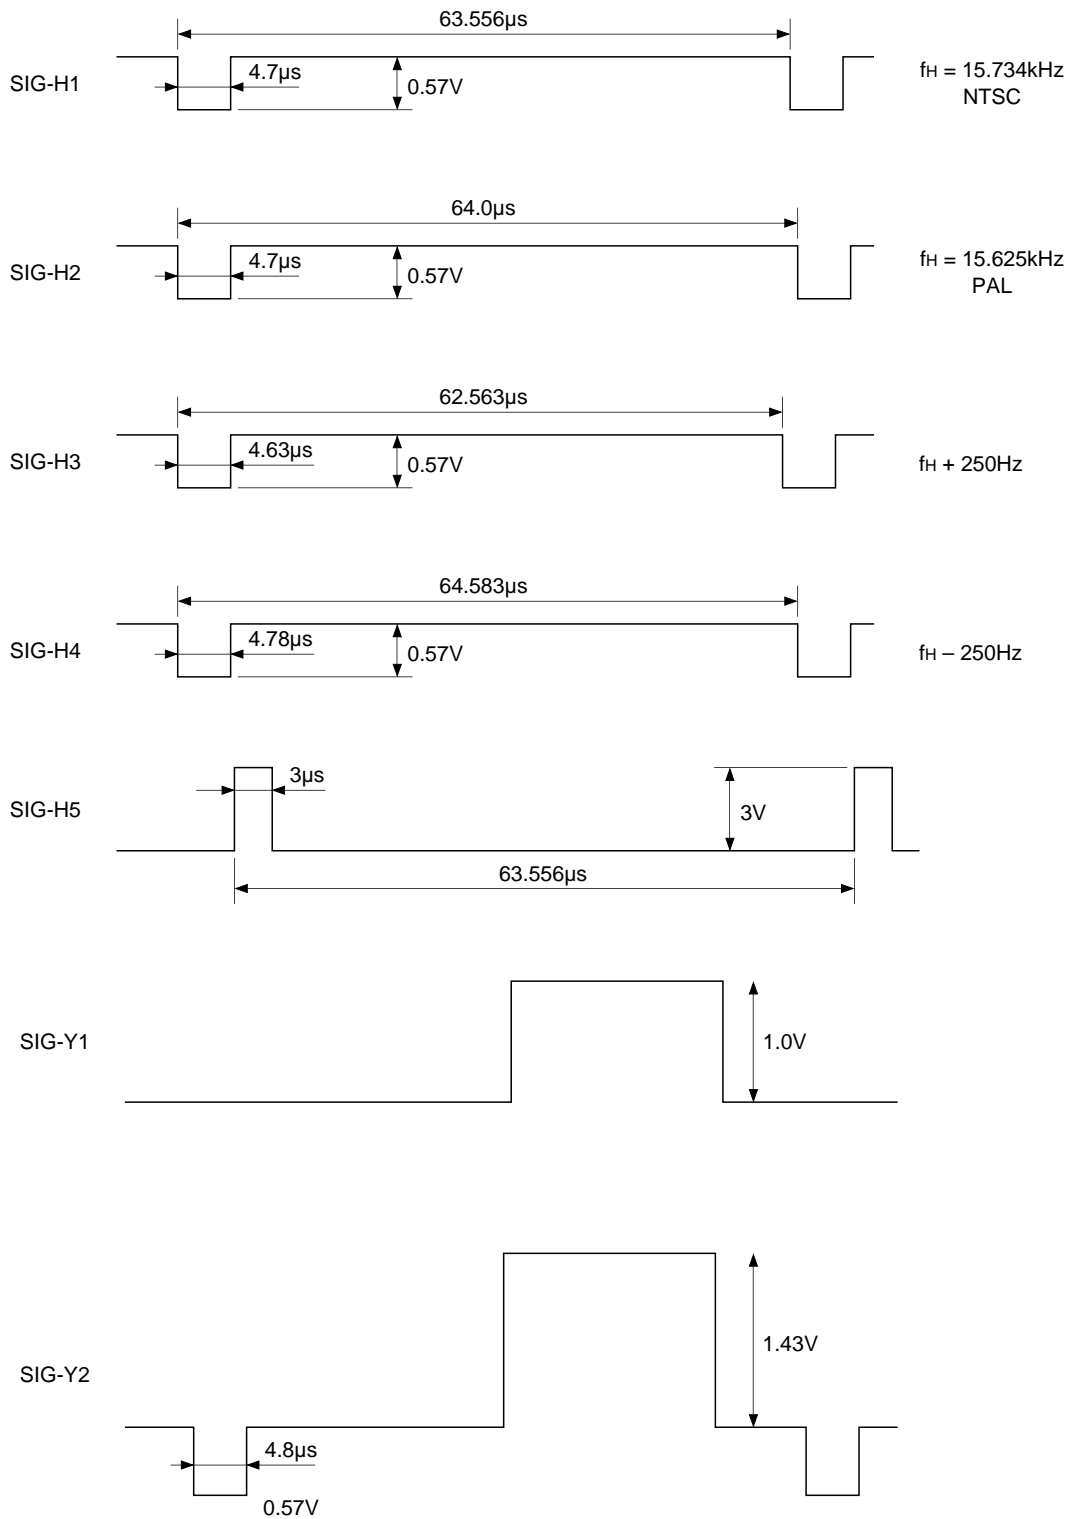 63.556µs
SIG-H1
4.7µs
0.57V
fH = 15.734kHz
NTSC
64.0µs
SIG-H2
4.7µs
0.57V
fH = 15.625kHz
PAL
62.563µs
SIG-H3
4.63µs
0.57V
fH + 250Hz
64.583µs
SIG-H4
4.78µs
0.57V
fH – 250Hz
SIG-H5
3µs
3V
63.556µs
SIG-Y1
1.0V
SIG-Y2
1.43V
4.8µs
0.57V